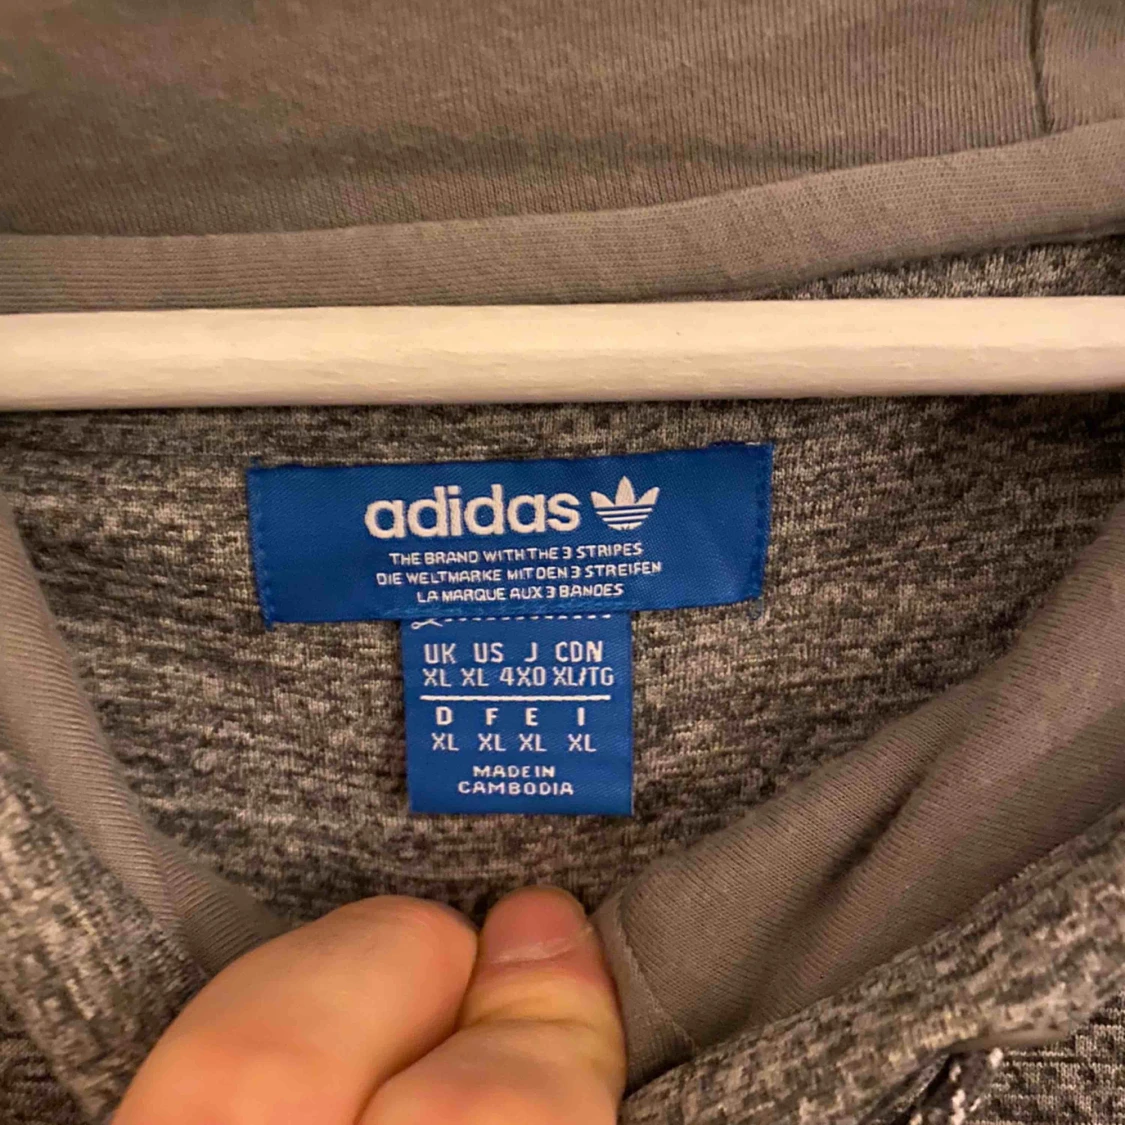 adidas
THE BRAND WITH THE 3 STRIPES
DIE WELTMARKE MIT DEN 3 STREIFEN
LA MARQUE AUX 3 BANDES
UK US J CDN
XL XL 4XO XL/TG
D F E I
XL XL XL XL
MADE IN
CAMBODIA